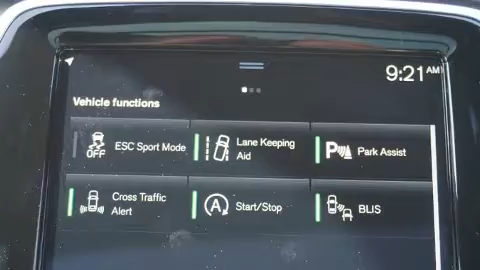 9:21AM
Vehicle functions
OFF
ESC Sport Mode
Lane Keeping
Aid
P
Park Assist
Cross Traffic
Alert
A
Start/Stop
BLIS